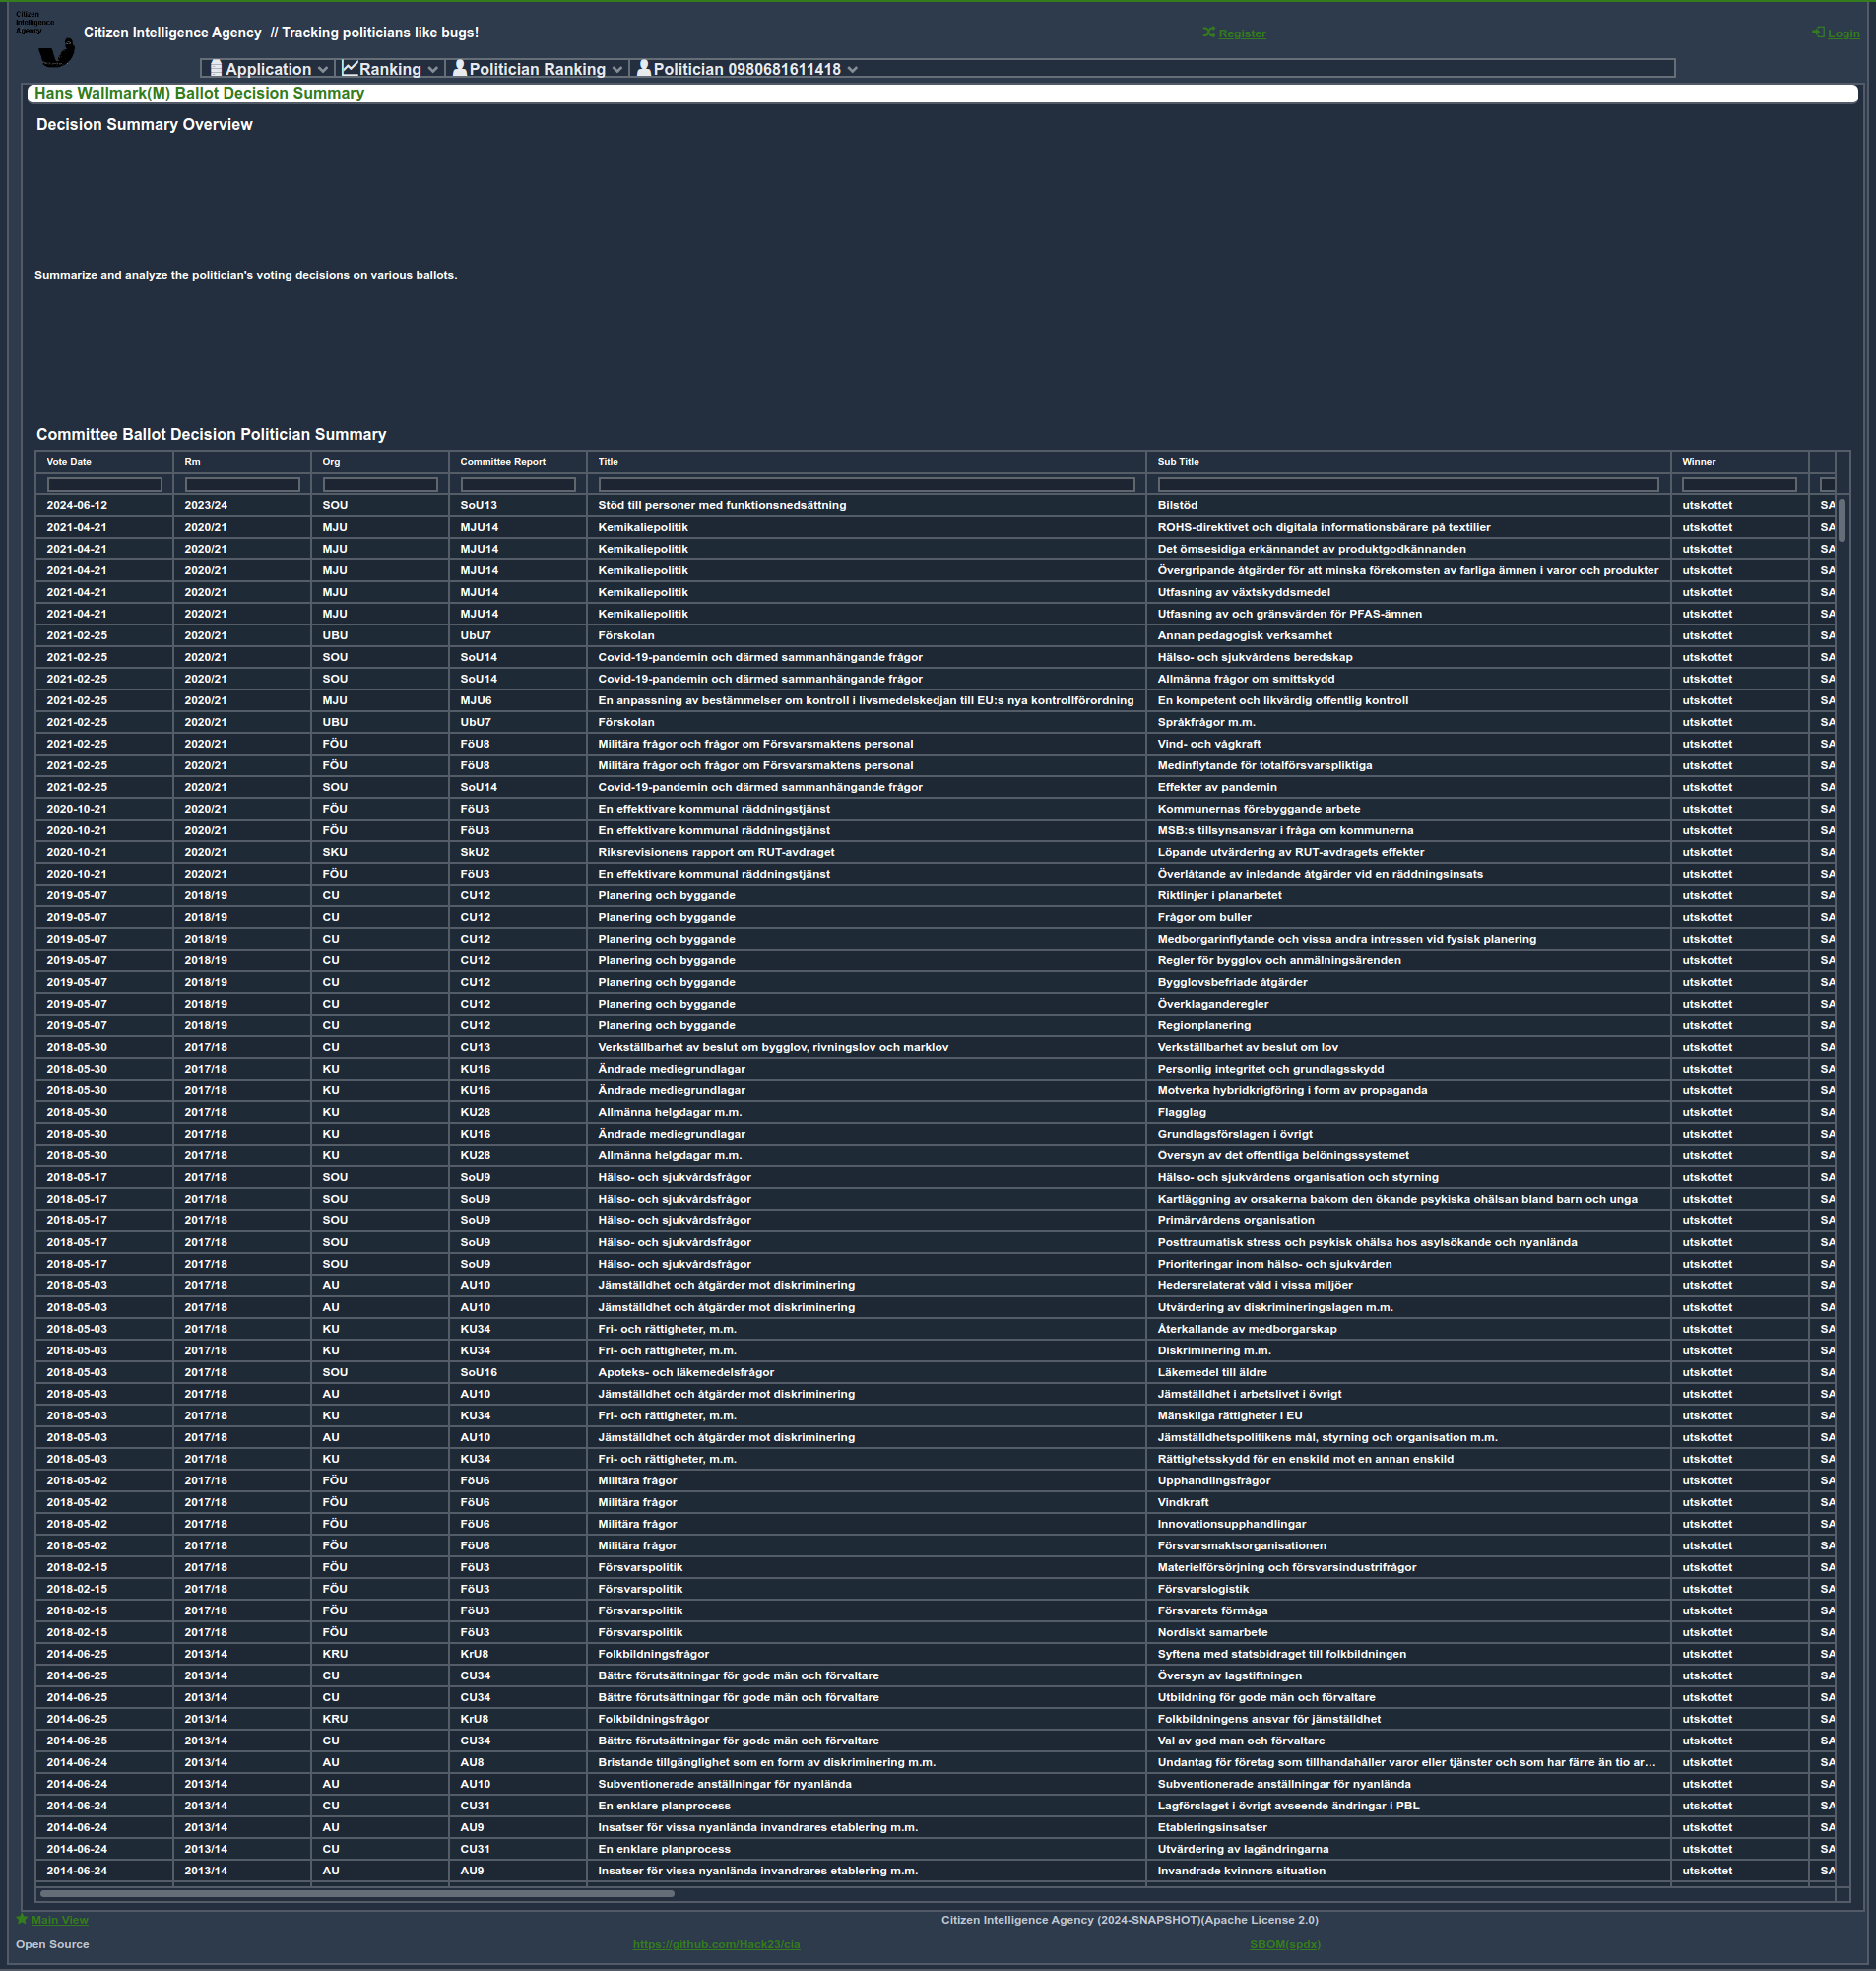 Citizen
Intelligence
Agency
Citizen Intelligence Agency // Tracking politicians like bugs!
Register
Login
Application Ranking Politician Ranking Politician 0980681611418
Hans Wallmark(M) Ballot Decision Summary
Decision Summary Overview
Summarize and analyze the politician's voting decisions on various ballots.
Committee Ballot Decision Politician Summary
Vote Date Rm Org Committee Report Title Sub Title Winner
2024-06-12 2023/24 SOU SoU13 Stöd till personer med funktionsnedsättning Bilstöd utskottet SA
2021-04-21 2020/21 MJU MJU14 Kemikaliepolitik ROHS-direktivet och digitala informationsbärare på textilier utskottet SA
2021-04-21 2020/21 MJU MJU14 Kemikaliepolitik Det ömsesidiga erkännandet av produktgodkännanden utskottet SA
2021-04-21 2020/21 MJU MJU14 Kemikaliepolitik Övergripande åtgärder för att minska förekomsten av farliga ämnen i varor och produkter utskottet SA
2021-04-21 2020/21 MJU MJU14 Kemikaliepolitik Utfasning av växtskyddsmedel utskottet SA
2021-04-21 2020/21 MJU MJU14 Kemikaliepolitik Utfasning av och gränsvärden för PFAS-ämnen utskottet SA
2021-02-25 2020/21 UBU UbU7 Förskolan Annan pedagogisk verksamhet utskottet SA
2021-02-25 2020/21 SOU SoU14 Covid-19-pandemin och därmed sammanhängande frågor Hälso- och sjukvårdens beredskap utskottet SA
2021-02-25 2020/21 SOU SoU14 Covid-19-pandemin och därmed sammanhängande frågor Allmänna frågor om smittskydd utskottet SA
2021-02-25 2020/21 MJU MJU6 En anpassning av bestämmelser om kontroll i livsmedelskedjan till EU:s nya kontrollförordning En kompetent och likvärdig offentlig kontroll utskottet SA
2021-02-25 2020/21 UBU UbU7 Förskolan Språkfrågor m.m. utskottet SA
2021-02-25 2020/21 FÖU FöU8 Militära frågor och frågor om Försvarsmaktens personal Vind- och vågkraft utskottet SA
2021-02-25 2020/21 FÖU FöU8 Militära frågor och frågor om Försvarsmaktens personal Medinflytande för totalförsvarspliktiga utskottet SA
2021-02-25 2020/21 SOU SoU14 Covid-19-pandemin och därmed sammanhängande frågor Effekter av pandemin utskottet SA
2020-10-21 2020/21 FÖU FöU3 En effektivare kommunal räddningstjänst Kommunernas förebyggande arbete utskottet SA
2020-10-21 2020/21 FÖU FöU3 En effektivare kommunal räddningstjänst MSB:s tillsynsansvar i fråga om kommunerna utskottet SA
2020-10-21 2020/21 SKU SkU2 Riksrevisionens rapport om RUT-avdraget Löpande utvärdering av RUT-avdragets effekter utskottet SA
2020-10-21 2020/21 FÖU FöU3 En effektivare kommunal räddningstjänst Överlåtande av inledande åtgärder vid en räddningsinsats utskottet SA
2019-05-07 2018/19 CU CU12 Planering och byggande Riktlinjer i planarbetet utskottet SA
2019-05-07 2018/19 CU CU12 Planering och byggande Frågor om buller utskottet SA
2019-05-07 2018/19 CU CU12 Planering och byggande Medborgarinflytande och vissa andra intressen vid fysisk planering utskottet SA
2019-05-07 2018/19 CU CU12 Planering och byggande Regler för bygglov och anmälningsärenden utskottet SA
2019-05-07 2018/19 CU CU12 Planering och byggande Bygglovsbefriade åtgärder utskottet SA
2019-05-07 2018/19 CU CU12 Planering och byggande Överklaganderegler utskottet SA
2019-05-07 2018/19 CU CU12 Planering och byggande Regionplanering utskottet SA
2018-05-30 2017/18 CU CU13 Verkställbarhet av beslut om bygglov, rivningslov och marklov Verkställbarhet av beslut om lov utskottet SA
2018-05-30 2017/18 KU KU16 Ändrade mediegrundlagar Personlig integritet och grundlagsskydd utskottet SA
2018-05-30 2017/18 KU KU16 Ändrade mediegrundlagar Motverka hybridkrigföring i form av propaganda utskottet SA
2018-05-30 2017/18 KU KU28 Allmänna helgdagar m.m. Flagglag utskottet SA
2018-05-30 2017/18 KU KU16 Ändrade mediegrundlagar Grundlagsförslagen i övrigt utskottet SA
2018-05-30 2017/18 KU KU28 Allmänna helgdagar m.m. Översyn av det offentliga belöningssystemet utskottet SA
2018-05-17 2017/18 SOU SoU9 Hälso- och sjukvårdsfrågor Hälso- och sjukvårdens organisation och styrning utskottet SA
2018-05-17 2017/18 SOU SoU9 Hälso- och sjukvårdsfrågor Kartläggning av orsakerna bakom den ökande psykiska ohälsan bland barn och unga utskottet SA
2018-05-17 2017/18 SOU SoU9 Hälso- och sjukvårdsfrågor Primärvårdens organisation utskottet SA
2018-05-17 2017/18 SOU SoU9 Hälso- och sjukvårdsfrågor Posttraumatisk stress och psykisk ohälsa hos asylsökande och nyanlända utskottet SA
2018-05-17 2017/18 SOU SoU9 Hälso- och sjukvårdsfrågor Prioriteringar inom hälso- och sjukvården utskottet SA
2018-05-03 2017/18 AU AU10 Jämställdhet och åtgärder mot diskriminering Hedersrelaterat våld i vissa miljöer utskottet SA
2018-05-03 2017/18 AU AU10 Jämställdhet och åtgärder mot diskriminering Utvärdering av diskrimineringslagen m.m. utskottet SA
2018-05-03 2017/18 KU KU34 Fri- och rättigheter, m.m. Återkallande av medborgarskap utskottet SA
2018-05-03 2017/18 KU KU34 Fri- och rättigheter, m.m. Diskriminering m.m. utskottet SA
2018-05-03 2017/18 SOU SoU16 Apoteks- och läkemedelsfrågor Läkemedel till äldre utskottet SA
2018-05-03 2017/18 AU AU10 Jämställdhet och åtgärder mot diskriminering Jämställdhet i arbetslivet i övrigt utskottet SA
2018-05-03 2017/18 KU KU34 Fri- och rättigheter, m.m. Mänskliga rättigheter i EU utskottet SA
2018-05-03 2017/18 AU AU10 Jämställdhet och åtgärder mot diskriminering Jämställdhetspolitikens mål, styrning och organisation m.m. utskottet SA
2018-05-03 2017/18 KU KU34 Fri- och rättigheter, m.m. Rättighetsskydd för en enskild mot en annan enskild utskottet SA
2018-05-02 2017/18 FÖU FöU6 Militära frågor Upphandlingsfrågor utskottet SA
2018-05-02 2017/18 FÖU FöU6 Militära frågor Vindkraft utskottet SA
2018-05-02 2017/18 FÖU FöU6 Militära frågor Innovationsupphandlingar utskottet SA
2018-05-02 2017/18 FÖU FöU6 Militära frågor Försvarsmaktsorganisationen utskottet SA
2018-02-15 2017/18 FÖU FöU3 Försvarspolitik Materielförsörjning och försvarsindustrifrågor utskottet SA
2018-02-15 2017/18 FÖU FöU3 Försvarspolitik Försvarslogistik utskottet SA
2018-02-15 2017/18 FÖU FöU3 Försvarspolitik Försvarets förmåga utskottet SA
2018-02-15 2017/18 FÖU FöU3 Försvarspolitik Nordiskt samarbete utskottet SA
2014-06-25 2013/14 KRU KrU8 Folkbildningsfrågor Syftena med statsbidraget till folkbildningen utskottet SA
2014-06-25 2013/14 CU CU34 Bättre förutsättningar för gode män och förvaltare Översyn av lagstiftningen utskottet SA
2014-06-25 2013/14 CU CU34 Bättre förutsättningar för gode män och förvaltare Utbildning för gode män och förvaltare utskottet SA
2014-06-25 2013/14 KRU KrU8 Folkbildningsfrågor Folkbildningens ansvar för jämställdhet utskottet SA
2014-06-25 2013/14 CU CU34 Bättre förutsättningar för gode män och förvaltare Val av god man och förvaltare utskottet SA
2014-06-24 2013/14 AU AU8 Bristande tillgänglighet som en form av diskriminering m.m. Undantag för företag som tillhandahåller varor eller tjänster och som har färre än tio ar... utskottet SA
2014-06-24 2013/14 AU AU10 Subventionerade anställningar för nyanlända Subventionerade anställningar för nyanlända utskottet SA
2014-06-24 2013/14 CU CU31 En enklare planprocess Lagförslaget i övrigt avseende ändringar i PBL utskottet SA
2014-06-24 2013/14 AU AU9 Insatser för vissa nyanlända invandrares etablering m.m. Etableringsinsatser utskottet SA
2014-06-24 2013/14 CU CU31 En enklare planprocess Utvärdering av lagändringarna utskottet SA
2014-06-24 2013/14 AU AU9 Insatser för vissa nyanlända invandrares etablering m.m. Invandrade kvinnors situation utskottet SA
Main View Citizen Intelligence Agency (2024-SNAPSHOT)(Apache License 2.0)
Open Source https://github.com/Hack23/cia SBOM(spdx)